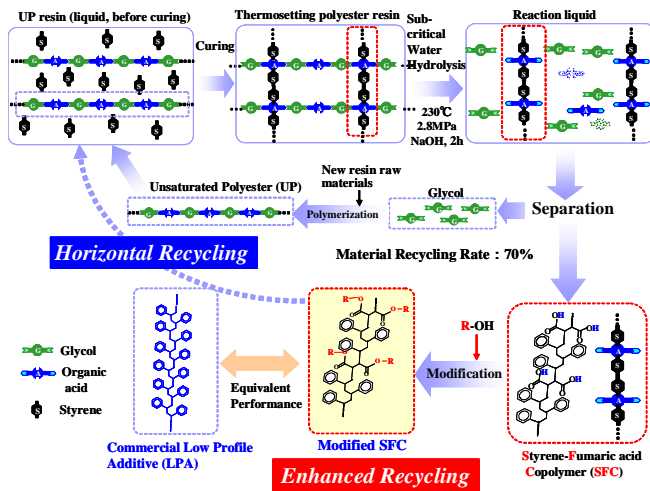 UP resin (liquid, before curing)
Thermosetting polyester resin
Reaction liquid
Curing
Sub-
critical
Water
Hydrolysis
230℃
2.8MPa
NaOH, 2h
Unsaturated Polyester (UP)
New resin raw
materials
Polymerization
Glycol
Separation
Horizontal Recycling
Material Recycling Rate : 70%
Glycol
Organic
acid
Styrene
Equivalent
Performance
R-OH
Modification
Commercial Low Profile
Additive (LPA)
Modified SFC
Enhanced Recycling
Styrene-Fumaric acid
Copolymer (SFC)